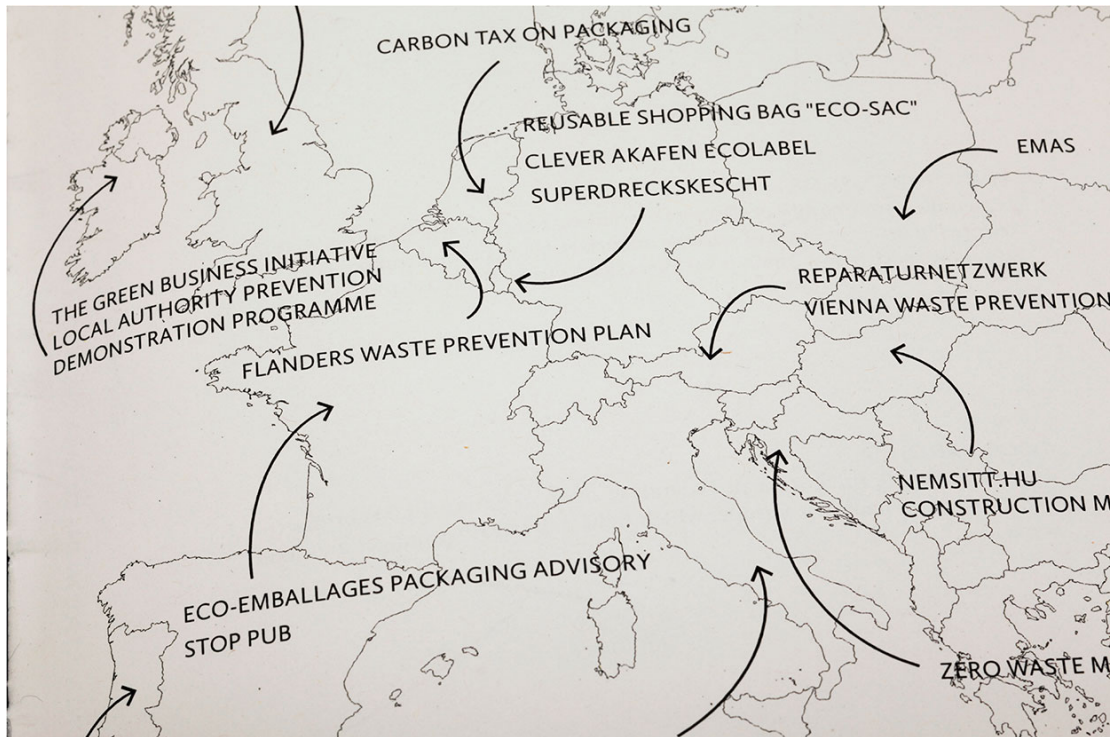 CARBON TAX ON PACKAGING
REUSABLE SHOPPING BAG "ECO-SAC"
CLEVER AKAFEN ECOLABEL
SUPERDRECKSKESCHT
EMAS
THE GREEN BUSINESS INITIATIVE
LOCAL AUTHORITY PREVENTION
DEMONSTRATION PROGRAMME
REPARATURNETZWERK
VIENNA WASTE PREVENTION
FLANDERS WASTE PREVENTION PLAN
NEMSITT.HU
CONSTRUCTION M
ECO-EMBALLAGES PACKAGING ADVISORY
STOP PUB
ZERO WASTE M